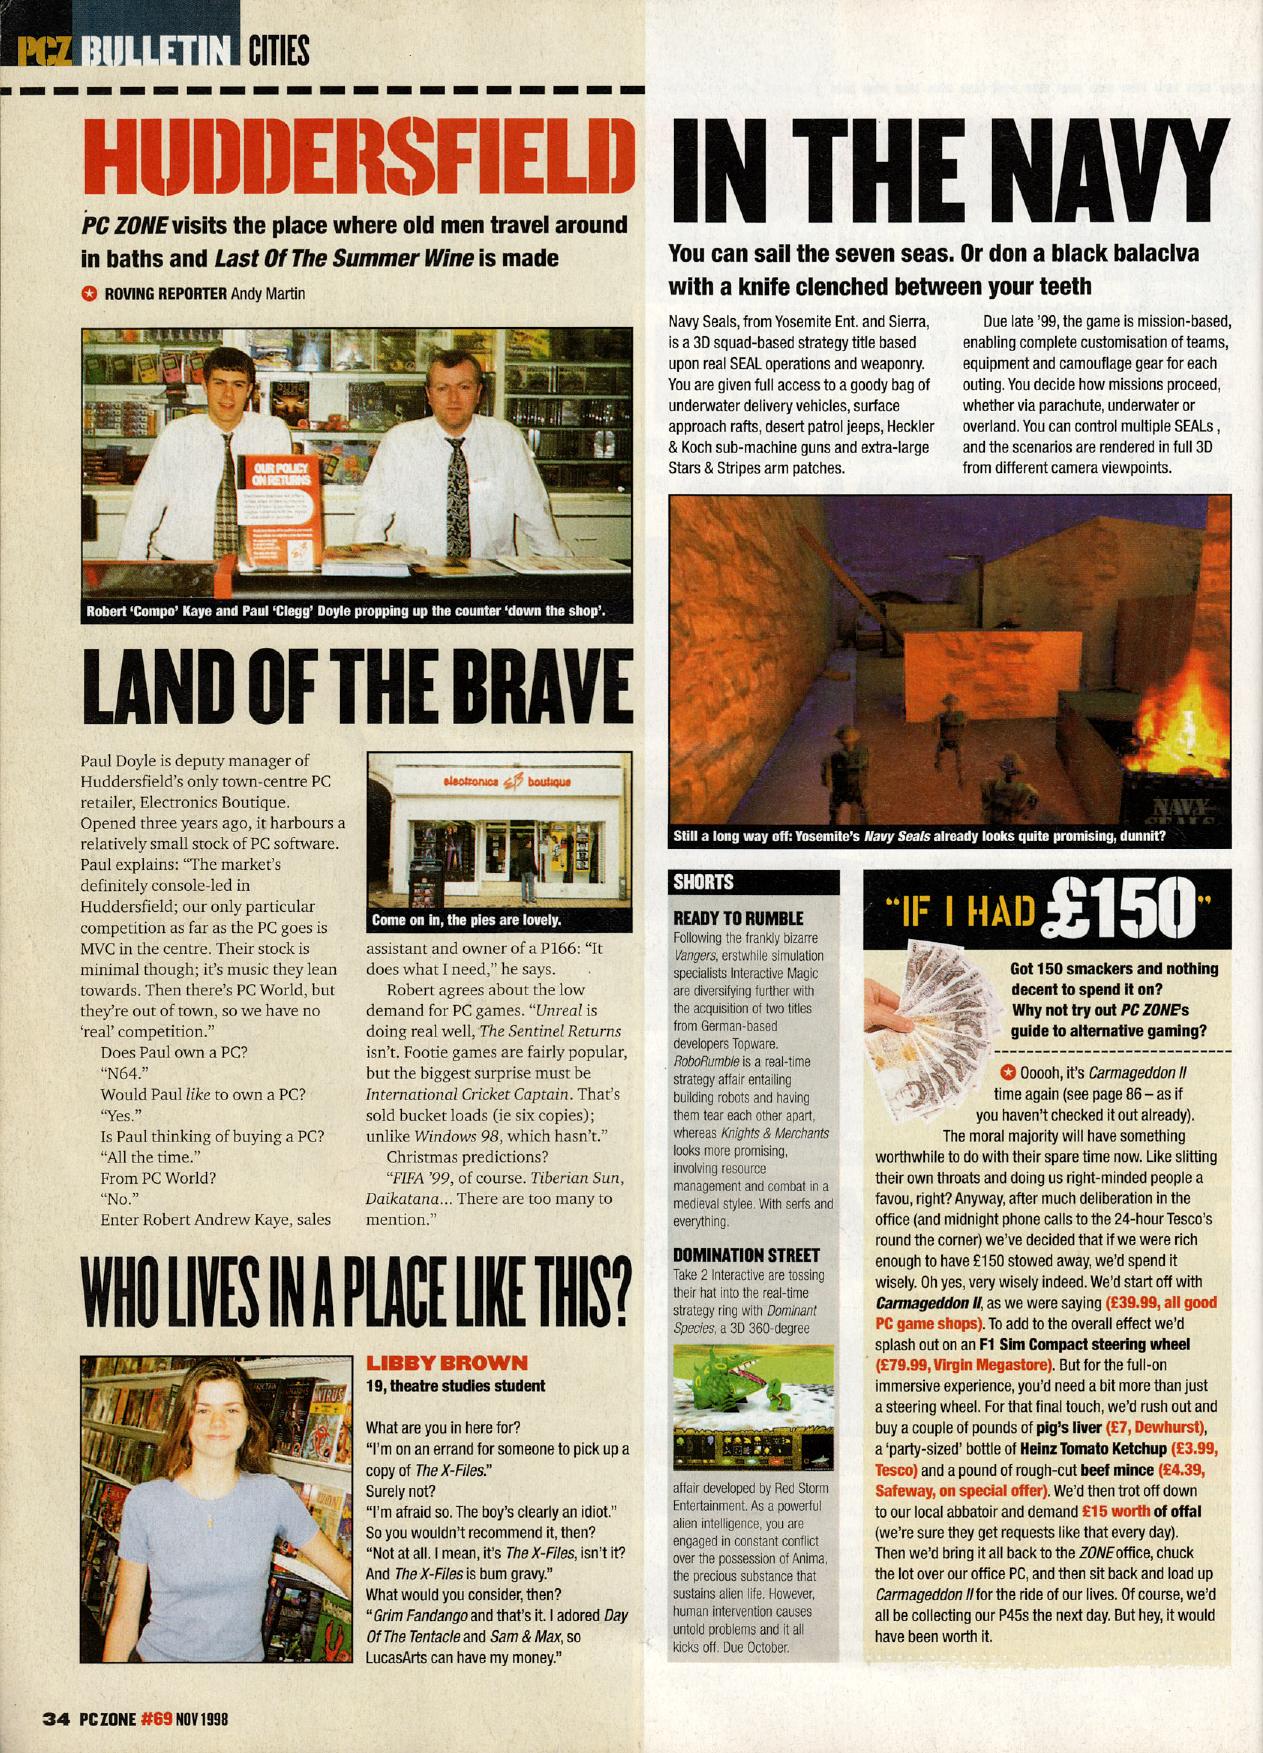 PCZ BULLETIN CITIES
HUDDERSFIELD
PC ZONE visits the place where old men travel around
in baths and Last Of The Summer Wine is made
ROVING REPORTER Andy Martin
OUR POLICY
ON RETURNS
Robert 'Compo' Kaye and Paul 'Clegg' Doyle propping up the counter 'down the shop'.
LAND OF THE BRAVE
Paul Doyle is deputy manager of
Huddersfield's only town-centre PC
retailer, Electronics Boutique.
Opened three years ago, it harbours a
relatively small stock of PC software.
Paul explains: "The market's
definitely console-led in
Huddersfield; our only particular
competition as far as the PC goes is
MVC in the centre. Their stock is
minimal though; it's music they lean
towards. Then there's PC World, but
they're out of town, so we have no
'real' competition."
Does Paul own a PC?
"N64."
Would Paul like to own a PC?
"Yes."
Is Paul thinking of buying a PC?
"All the time."
From PC World?
"No."
Enter Robert Andrew Kaye, sales
electronics eb boutique
Come on in, the pies are lovely.
assistant and owner of a P166: "It
does what I need," he says.
Robert agrees about the low
demand for PC games. "Unreal is
doing real well, The Sentinel Returns
isn't. Footie games are fairly popular,
but the biggest surprise must be
International Cricket Captain. That's
sold bucket loads (ie six copies);
unlike Windows 98, which hasn't."
Christmas predictions?
"FIFA '99, of course. Tiberian Sun,
Daikatana... There are too many to
mention."
WHO LIVES IN A PLACE LIKE THIS?
LIBBY BROWN
19, theatre studies student
What are you in here for?
"I'm on an errand for someone to pick up a
copy of The X-Files."
Surely not?
"I'm afraid so. The boy's clearly an idiot."
So you wouldn't recommend it, then?
"Not at all. I mean, it's The X-Files, isn't it?
And The X-Files is bum gravy."
What would you consider, then?
"Grim Fandango and that's it. I adored Day
Of The Tentacle and Sam & Max, so
LucasArts can have my money."
IN THE NAVY
You can sail the seven seas. Or don a black balaclva
with a knife clenched between your teeth
Navy Seals, from Yosemite Ent. and Sierra,
is a 3D squad-based strategy title based
upon real SEAL operations and weaponry.
You are given full access to a goody bag of
underwater delivery vehicles, surface
approach rafts, desert patrol jeeps, Heckler
& Koch sub-machine guns and extra-large
Stars & Stripes arm patches.
Due late '99, the game is mission-based,
enabling complete customisation of teams,
equipment and camouflage gear for each
outing. You decide how missions proceed,
whether via parachute, underwater or
overland. You can control multiple SEALs ,
and the scenarios are rendered in full 3D
from different camera viewpoints.
NAVY
SEALS
Still a long way off: Yosemite's Navy Seals already looks quite promising, dunnit?
SHORTS
READY TO RUMBLE
Following the frankly bizarre
Vangers, erstwhile simulation
specialists Interactive Magic
are diversifying further with
the acquisition of two titles
from German-based
developers Topware.
RoboRumble is a real-time
strategy affair entailing
building robots and having
them tear each other apart,
whereas Knights & Merchants
looks more promising,
involving resource
management and combat in a
medieval stylee. With serfs and
everything.
DOMINATION STREET
Take 2 Interactive are tossing
their hat into the real-time
strategy ring with Dominant
Species, a 3D 360-degree
affair developed by Red Storm
Entertainment. As a powerful
alien intelligence, you are
engaged in constant conflict
over the possession of Anima,
the precious substance that
sustains alien life. However,
human intervention causes
untold problems and it all
kicks off. Due October.
"IF I HAD £150"
Got 150 smackers and nothing
decent to spend it on?
Why not try out PC ZONE's
guide to alternative gaming?
Ooooh, it's Carmageddon II
time again (see page 86 – as if
you haven't checked it out already).
The moral majority will have something
worthwhile to do with their spare time now. Like slitting
their own throats and doing us right-minded people a
favou, right? Anyway, after much deliberation in the
office (and midnight phone calls to the 24-hour Tesco's
round the corner) we've decided that if we were rich
enough to have £150 stowed away, we'd spend it
wisely. Oh yes, very wisely indeed. We'd start off with
Carmageddon II, as we were saying (£39.99, all good
PC game shops). To add to the overall effect we'd
splash out on an F1 Sim Compact steering wheel
(£79.99, Virgin Megastore). But for the full-on
immersive experience, you'd need a bit more than just
a steering wheel. For that final touch, we'd rush out and
buy a couple of pounds of pig's liver (£7, Dewhurst),
a 'party-sized' bottle of Heinz Tomato Ketchup (£3.99,
Tesco) and a pound of rough-cut beef mince (£4.39,
Safeway, on special offer). We'd then trot off down
to our local abbatoir and demand £15 worth of offal
(we're sure they get requests like that every day).
Then we'd bring it all back to the ZONE office, chuck
the lot over our office PC, and then sit back and load up
Carmageddon II for the ride of our lives. Of course, we'd
all be collecting our P45s the next day. But hey, it would
have been worth it.
34 PC ZONE #69 NOV 1998